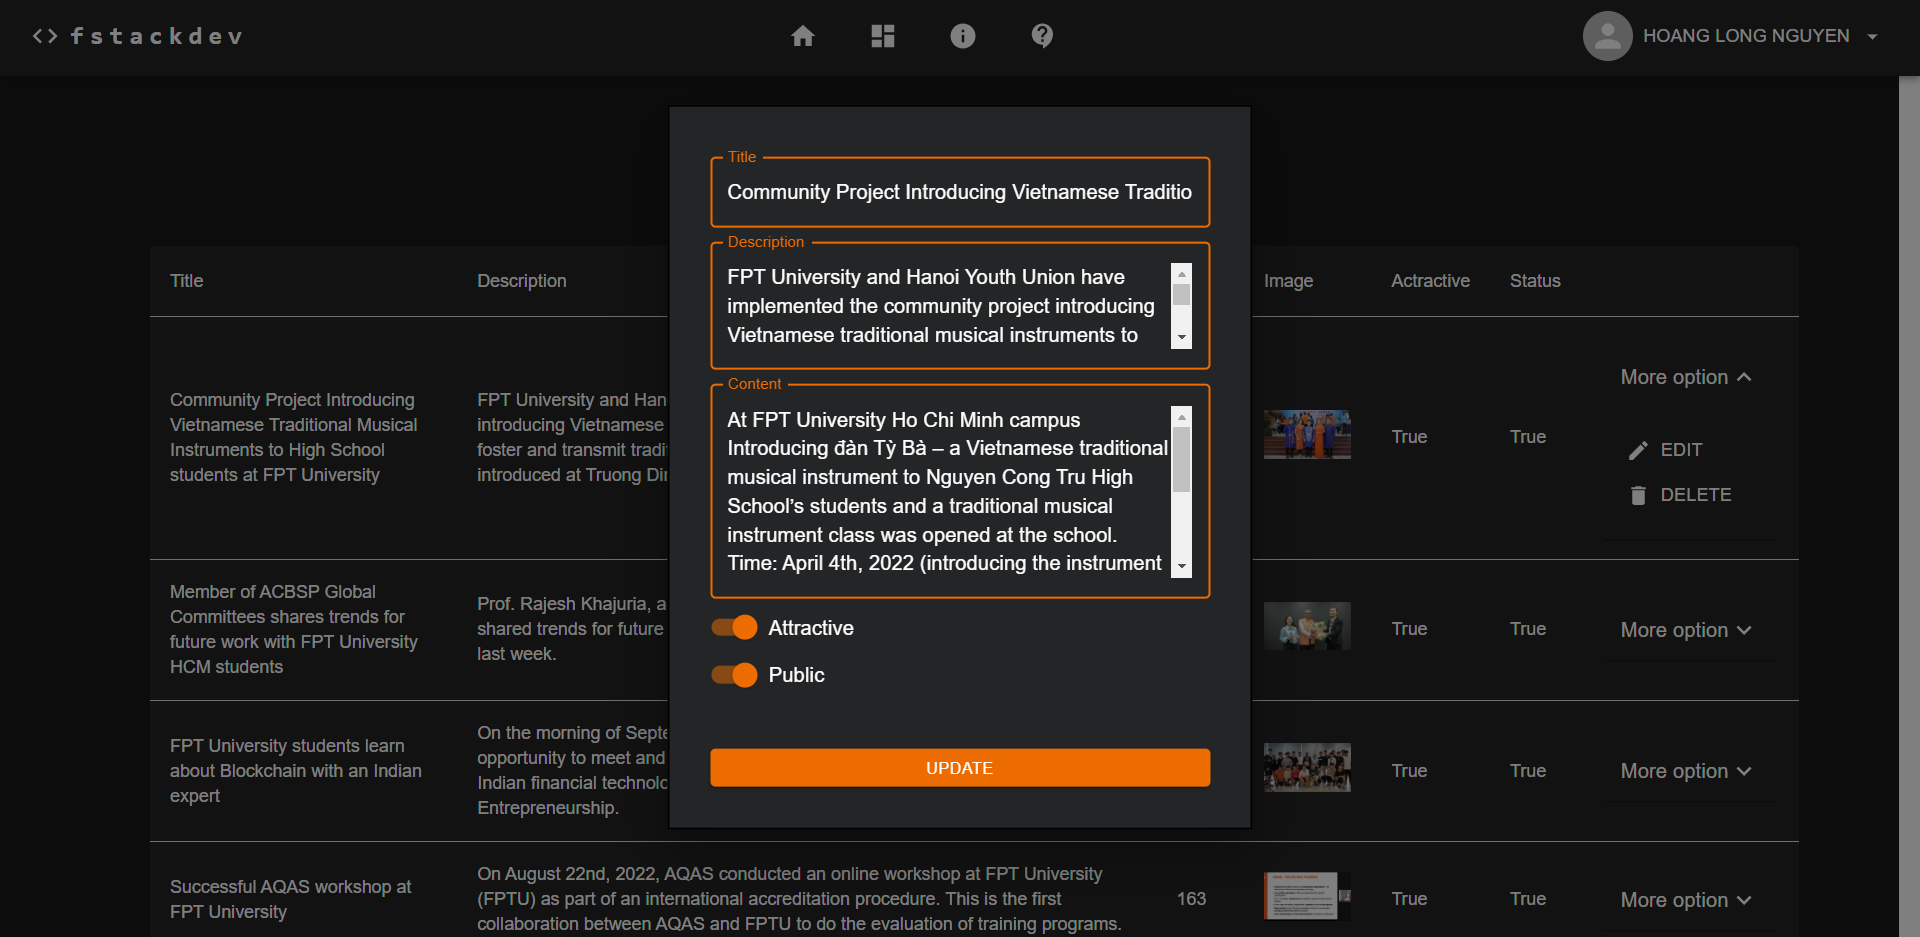 <> fstackdev
HOANG LONG NGUYEN
Title
Community Project Introducing Vietnamese Traditio
Description
FPT University and Hanoi Youth Union have
implemented the community project introducing
Vietnamese traditional musical instruments to
Content
At FPT University Ho Chi Minh campus
Introducing đàn Tỳ Bà – a Vietnamese traditional
musical instrument to Nguyen Cong Tru High
School's students and a traditional musical
instrument class was opened at the school.
Time: April 4th, 2022 (introducing the instrument
Attractive
Public
UPDATE
Title
Description
Image
Actractive
Status
Community Project Introducing
Vietnamese Traditional Musical
Instruments to High School
students at FPT University
FPT University and Han
introducing Vietnamese
foster and transmit tradi
introduced at Truong Di
True
True
More option
EDIT
DELETE
Member of ACBSP Global
Committees shares trends for
future work with FPT University
HCM students
Prof. Rajesh Khajuria, a
shared trends for future
last week.
True
True
More option
FPT University students learn
about Blockchain with an Indian
expert
On the morning of Septe
opportunity to meet and
Indian financial technolo
Entrepreneurship.
True
True
More option
Successful AQAS workshop at
FPT University
On August 22nd, 2022, AQAS conducted an online workshop at FPT University
(FPTU) as part of an international accreditation procedure. This is the first
collaboration between AQAS and FPTU to do the evaluation of training programs.
163
True
True
More option